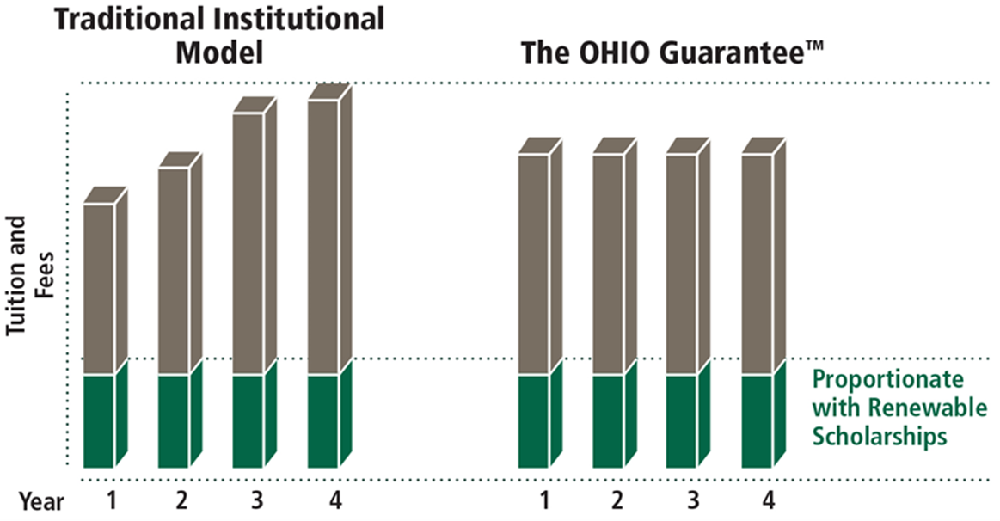 Traditional Institutional
Model
The OHIO Guarantee™
Tuition and
Fees
Proportionate
with Renewable
Scholarships
Year 1 2 3 4 1 2 3 4